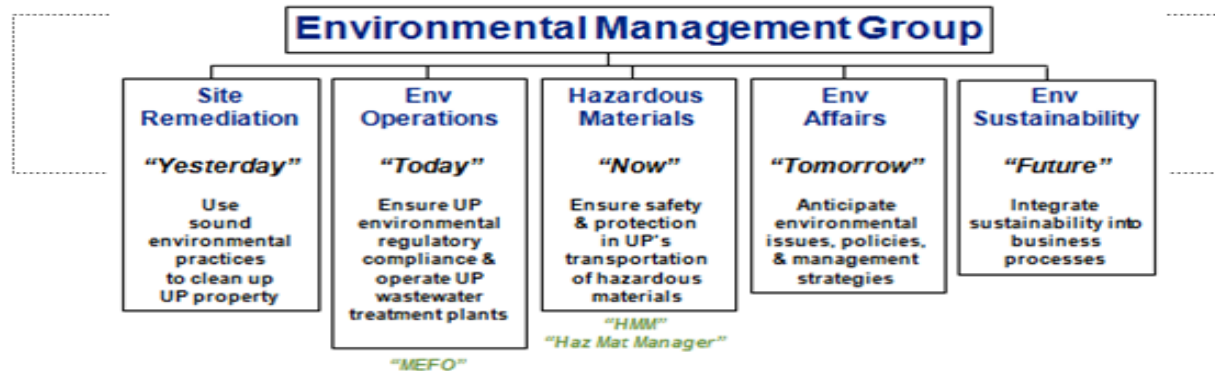 Environmental Management Group
Site
Remediation
“Yesterday”
Use
sound
environmental
practices
to clean up
UP property
Env
Operations
“Today”
Ensure UP
environmental
regulatory
compliance &
operate UP
wastewater
treatment plants
“MEFO”
Hazardous
Materials
“Now”
Ensure safety
& protection
in UP’s
transportation
of hazardous
materials
“HMM”
“Haz Mat Manager”
Env
Affairs
“Tomorrow”
Anticipate
environmental
issues, policies,
& management
strategies
Env
Sustainability
“Future”
Integrate
sustainability into
business
processes